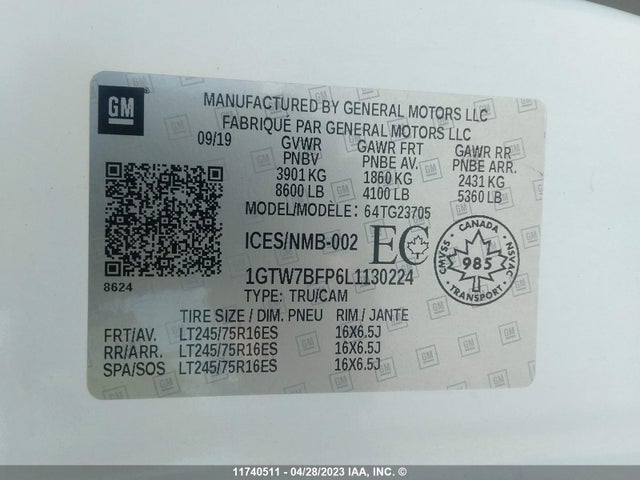 GM
MANUFACTURED BY GENERAL MOTORS LLC
FABRIQUÉ PAR GENERAL MOTORS LLC
09/19 GVWR GAWR FRT GAWR RR
PNBV PNBE AV. PNBE ARR.
3901 KG 1860 KG 2431 KG
8600 LB 4100 LB 5360 LB
MODEL/MODÈLE: 64TG23705
ICES/NMB-002 EC
CANADA
CMVSS 985 NSVAC
TRANSPORT
8624
1GTW7BFP6L1130224
TYPE: TRU/CAM
TIRE SIZE / DIM. PNEU RIM / JANTE
FRT/AV. LT245/75R16ES 16X6.5J
RR/ARR. LT245/75R16ES 16X6.5J
SPA/SOS LT245/75R16ES 16X6.5J
11740511 - 04/28/2023 IAA, INC. ©